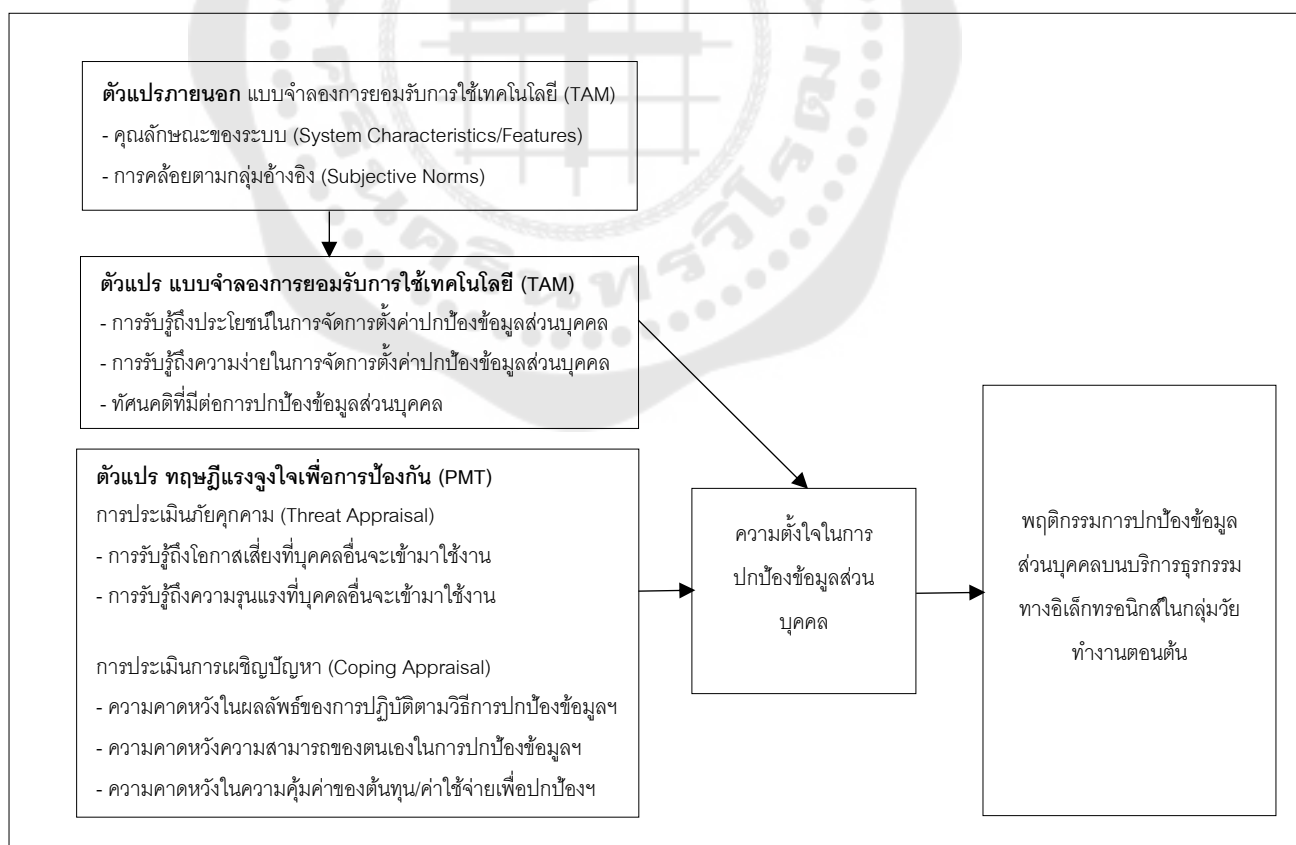 ตัวแปรภายนอก แบบจำลองการยอมรับการใช้เทคโนโลยี (TAM)
- คุณลักษณะของระบบ (System Characteristics/Features)
- การคล้อยตามกลุ่มอ้างอิง (Subjective Norms)
ตัวแปร แบบจำลองการยอมรับการใช้เทคโนโลยี (TAM)
- การรับรู้ถึงประโยชน์ในการจัดการตั้งค่าปกป้องข้อมูลส่วนบุคคล
- การรับรู้ถึงความง่ายในการจัดการตั้งค่าปกป้องข้อมูลส่วนบุคคล
- ทัศนคติที่มีต่อการปกป้องข้อมูลส่วนบุคคล
ตัวแปร ทฤษฎีแรงจูงใจเพื่อการป้องกัน (PMT)
การประเมินภัยคุกคาม (Threat Appraisal)
- การรับรู้ถึงโอกาสเสี่ยงที่บุคคลอื่นจะเข้ามาใช้งาน
- การรับรู้ถึงความรุนแรงที่บุคคลอื่นจะเข้ามาใช้งาน
การประเมินการเผชิญปัญหา (Coping Appraisal)
- ความคาดหวังในผลลัพธ์ของการปฏิบัติตามวิธีการปกป้องข้อมูลฯ
- ความคาดหวังความสามารถของตนเองในการปกป้องข้อมูลฯ
- ความคาดหวังในความคุ้มค่าของต้นทุน/ค่าใช้จ่ายเพื่อปกป้องฯ
ความตั้งใจในการ
ปกป้องข้อมูลส่วน
บุคคล
พฤติกรรมการปกป้องข้อมูล
ส่วนบุคคลบนบริการธุรกรรม
ทางอิเล็กทรอนิกส์ในกลุ่มวัย
ทำงานตอนต้น
ศรีนครินทรวิโรฒ